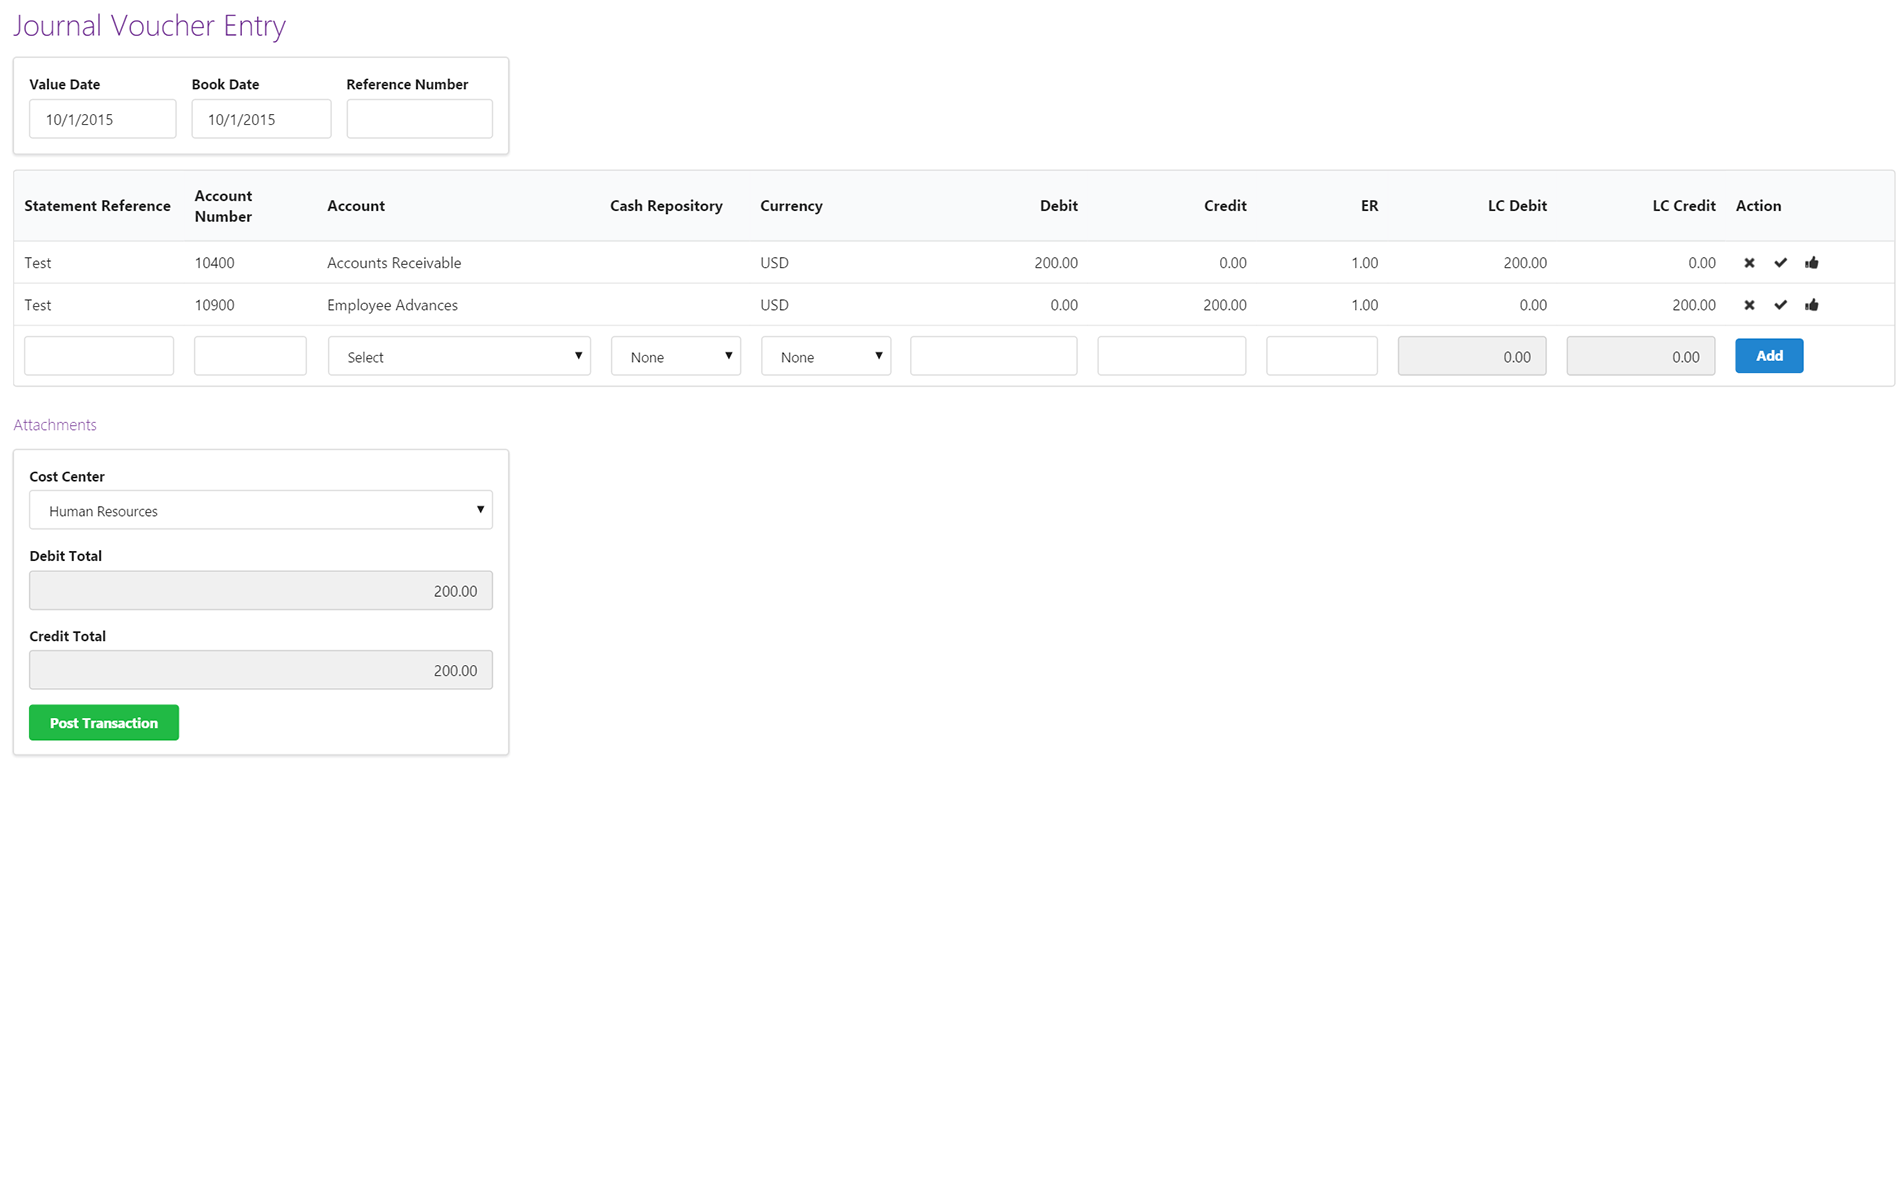 Journal Voucher Entry
Value Date Book Date Reference Number
10/1/2015 10/1/2015
Statement Reference Account Number Account Cash Repository Currency Debit Credit ER LC Debit LC Credit Action
Test 10400 Accounts Receivable USD 200.00 0.00 1.00 200.00 0.00
Test 10900 Employee Advances USD 0.00 200.00 1.00 0.00 200.00
Select None None 0.00 0.00 Add
Attachments
Cost Center
Human Resources
Debit Total
200.00
Credit Total
200.00
Post Transaction